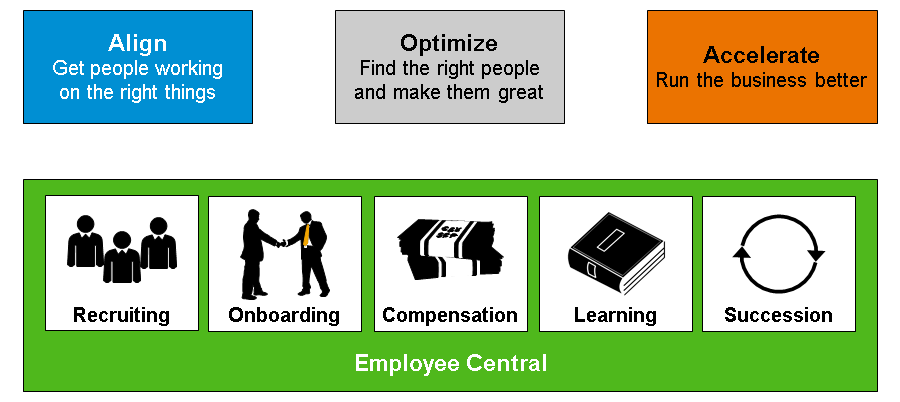 Align
Get people working
on the right things
Optimize
Find the right people
and make them great
Accelerate
Run the business better
Recruiting
Onboarding
Compensation
Learning
Succession
Employee Central